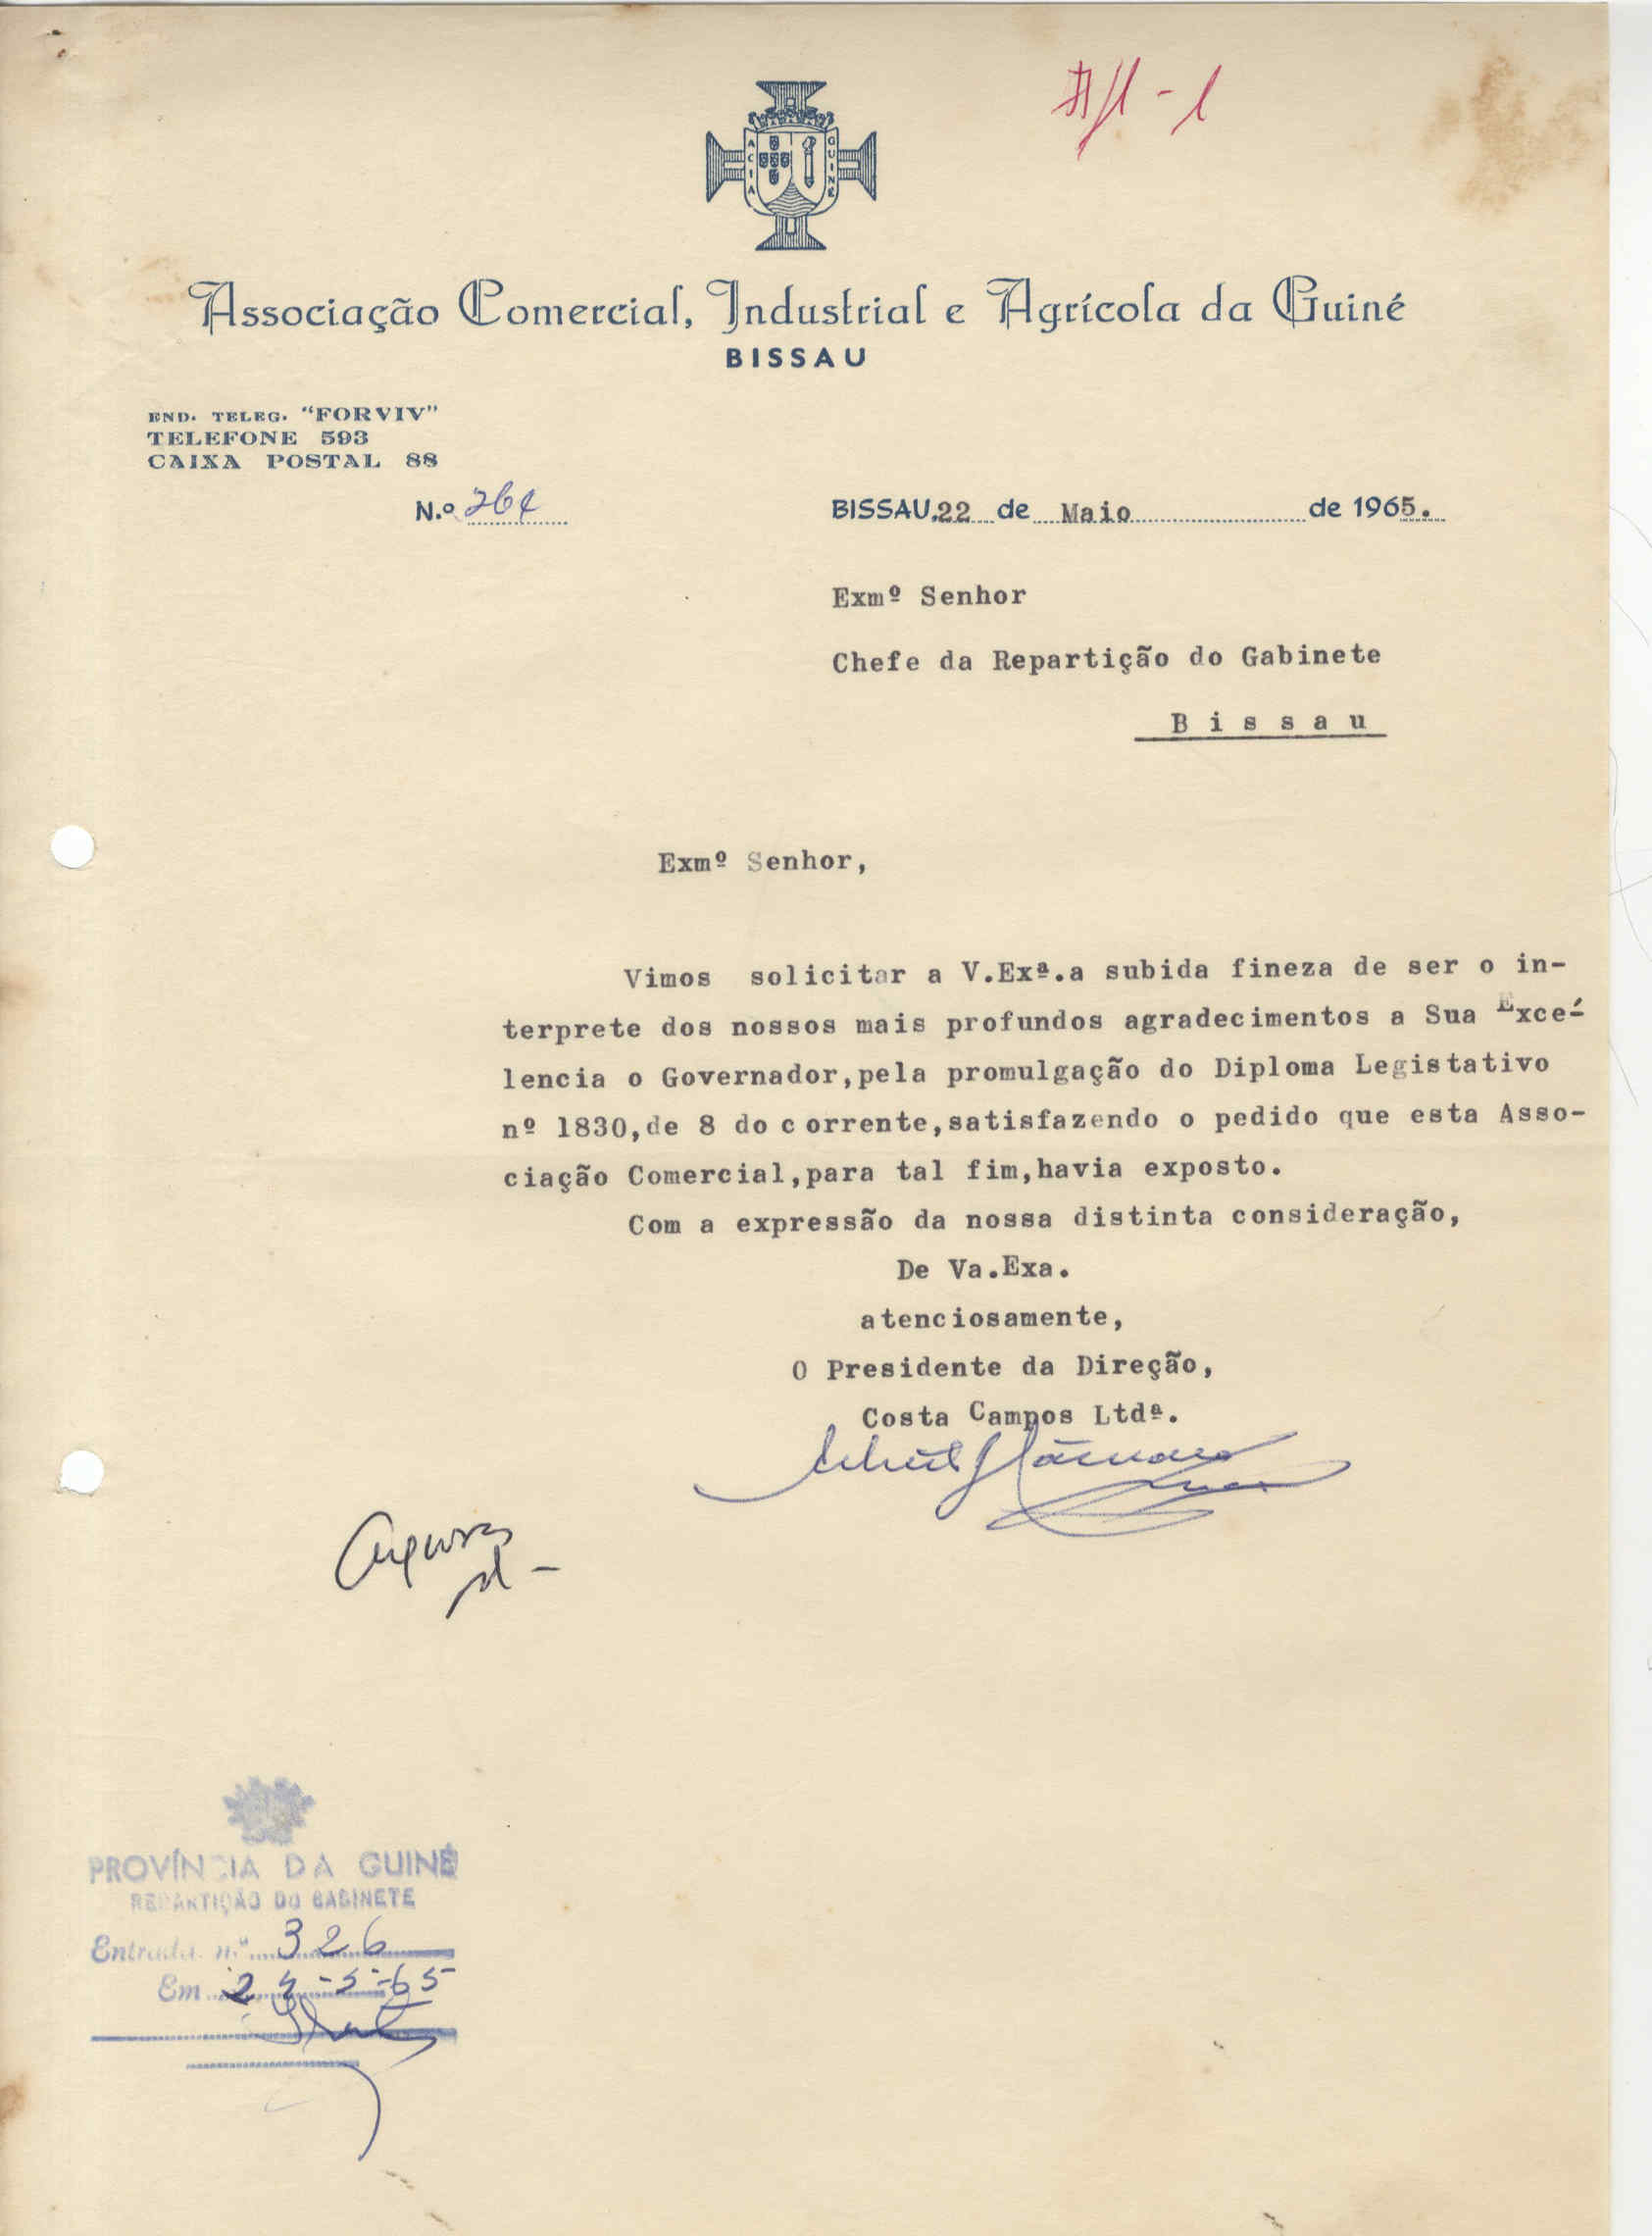 A/1-1
ACIA GUINÉ
Associação Comercial, Industrial e Agrícola da Guiné
BISSAU
END. TELEG. "FORVIV"
TELEFONE 593
CAIXA POSTAL 88
N.º 264
BISSAU, 22 de Maio de 1965.
Exmº Senhor
Chefe da Repartição do Gabinete
B i s s a u
Exmº Senhor,
Vimos solicitar a V.Exª.a subida fineza de ser o in-
terprete dos nossos mais profundos agradecimentos a Sua Exce-
lencia o Governador,pela promulgação do Diploma Legistativo
nº 1830,de 8 do corrente,satisfazendo o pedido que esta Asso-
ciação Comercial,para tal fim,havia exposto.
Com a expressão da nossa distinta consideração,
De Va.Exa.
atenciosamente,
O Presidente da Direção,
Costa Campos Ltdª.
PROVÍNCIA DA GUINÉ
REPARTIÇÃO DO GABINETE
Entrada n.º 326
Em 24-5-65